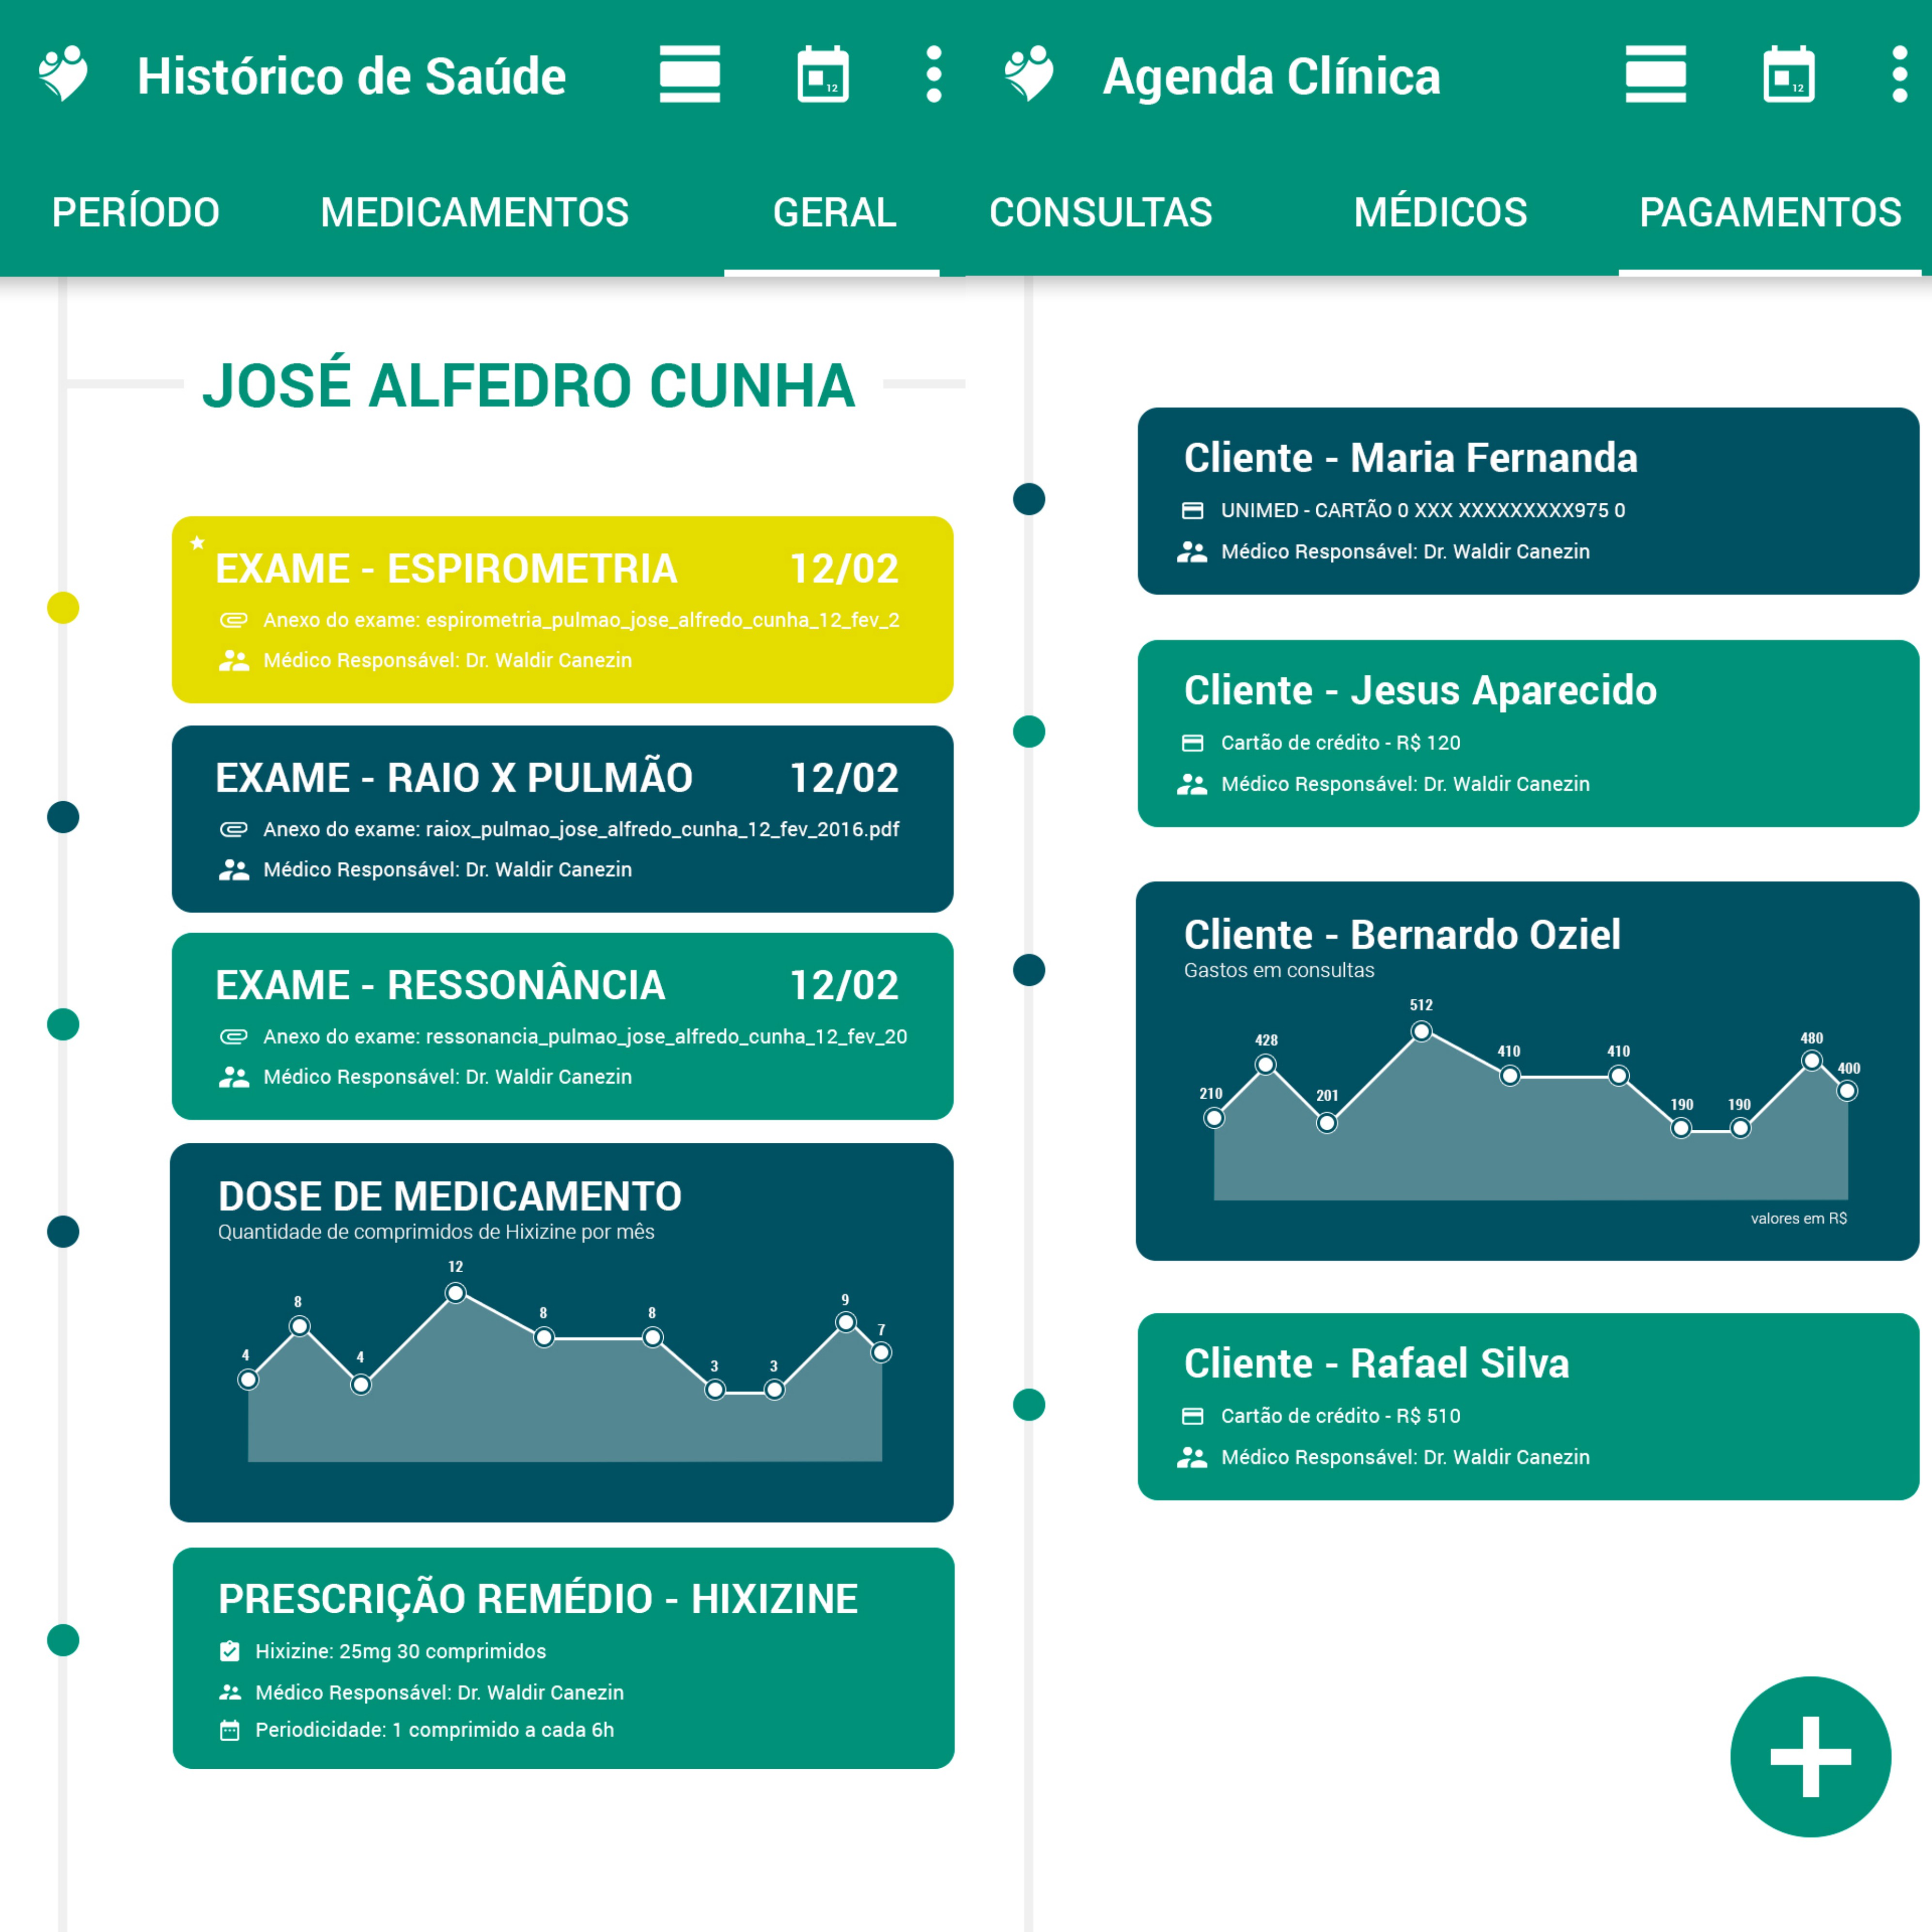 Histórico de Saúde
12
PERÍODO MEDICAMENTOS GERAL
JOSÉ ALFEDRO CUNHA
EXAME - ESPIROMETRIA 12/02
Anexo do exame: espirometria_pulmao_jose_alfredo_cunha_12_fev_2
Médico Responsável: Dr. Waldir Canezin
EXAME - RAIO X PULMÃO 12/02
Anexo do exame: raiox_pulmao_jose_alfredo_cunha_12_fev_2016.pdf
Médico Responsável: Dr. Waldir Canezin
EXAME - RESSONÂNCIA 12/02
Anexo do exame: ressonancia_pulmao_jose_alfredo_cunha_12_fev_20
Médico Responsável: Dr. Waldir Canezin
DOSE DE MEDICAMENTO
Quantidade de comprimidos de Hixizine por mês
4 8 4 12 8 8 3 3 9 7
PRESCRIÇÃO REMÉDIO - HIXIZINE
Hixizine: 25mg 30 comprimidos
Médico Responsável: Dr. Waldir Canezin
Periodicidade: 1 comprimido a cada 6h
Agenda Clínica
12
CONSULTAS MÉDICOS PAGAMENTOS
Cliente - Maria Fernanda
UNIMED - CARTÃO 0 XXX XXXXXXXXX975 0
Médico Responsável: Dr. Waldir Canezin
Cliente - Jesus Aparecido
Cartão de crédito - R$ 120
Médico Responsável: Dr. Waldir Canezin
Cliente - Bernardo Oziel
Gastos em consultas
210 428 201 512 410 410 190 190 480 400
valores em R$
Cliente - Rafael Silva
Cartão de crédito - R$ 510
Médico Responsável: Dr. Waldir Canezin